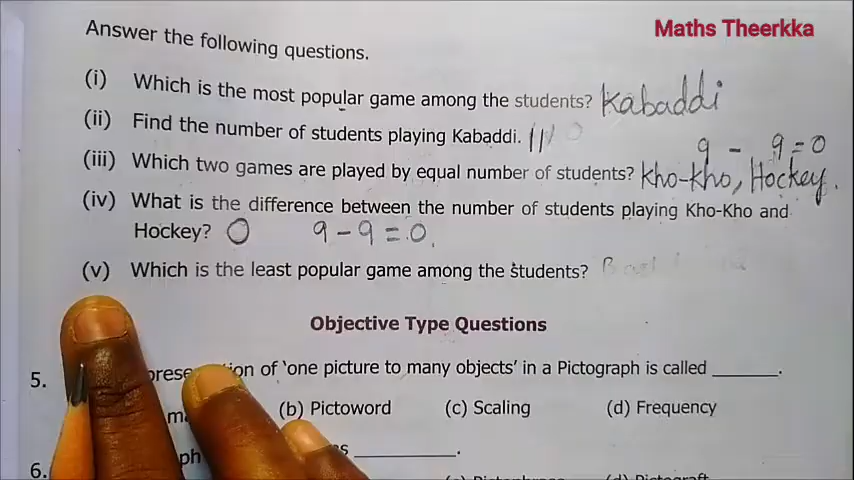 Maths Theerkka
Answer the following questions.
(i) Which is the most popular game among the students? Kabaddi
(ii) Find the number of students playing Kabaddi. 11
9 - 9 = 0
(iii) Which two games are played by equal number of students? Kho-Kho, Hockey.
(iv) What is the difference between the number of students playing Kho-Kho and
Hockey? 0 9 - 9 = 0.
(v) Which is the least popular game among the students?
Objective Type Questions
5. of 'one picture to many objects' in a Pictograph is called ______.
(b) Pictoword (c) Scaling (d) Frequency
6. ______.
(d) Pictograft